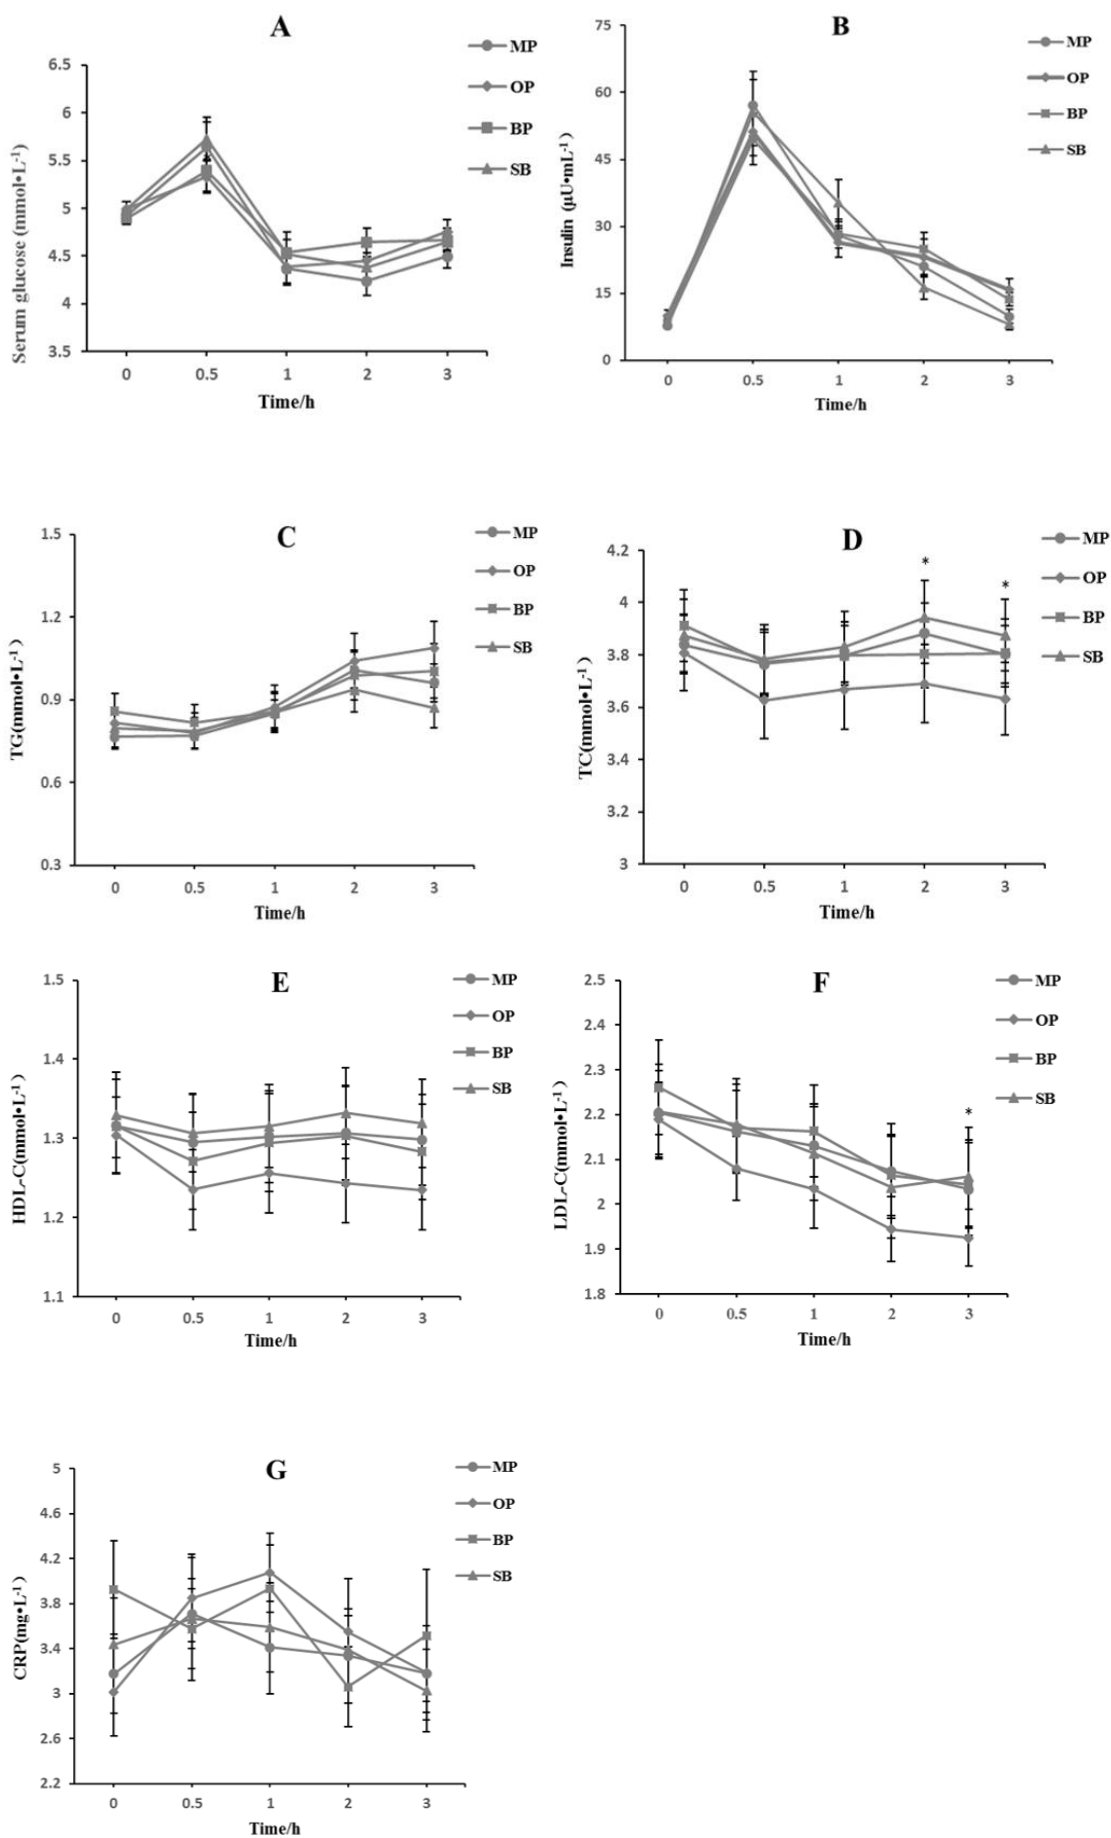 A
MP
OP
BP
SB
Serum glucose (mmol•L-1)
6.5
6
5.5
5
4.5
4
3.5
0 0.5 1 2 3
Time/h
B
MP
OP
BP
SB
Insulin (μU•mL-1)
75
60
45
30
15
0
0 0.5 1 2 3
Time/h
C
MP
OP
BP
SB
TG(mmol•L-1)
1.5
1.2
0.9
0.6
0.3
0 0.5 1 2 3
Time/h
D
MP
OP
BP
SB
* *
TC(mmol•L-1)
4.2
4
3.8
3.6
3.4
3.2
3
0 0.5 1 2 3
Time/h
E
MP
OP
BP
SB
HDL-C(mmol•L-1)
1.5
1.4
1.3
1.2
1.1
0 0.5 1 2 3
Time/h
F
MP
OP
BP
SB
*
LDL-C(mmol•L-1)
2.5
2.4
2.3
2.2
2.1
2
1.9
1.8
0 0.5 1 2 3
Time/h
G
MP
OP
BP
SB
CRP(mg•L-1)
5
4.6
4.2
3.8
3.4
3
2.6
2.2
0 0.5 1 2 3
Time/h